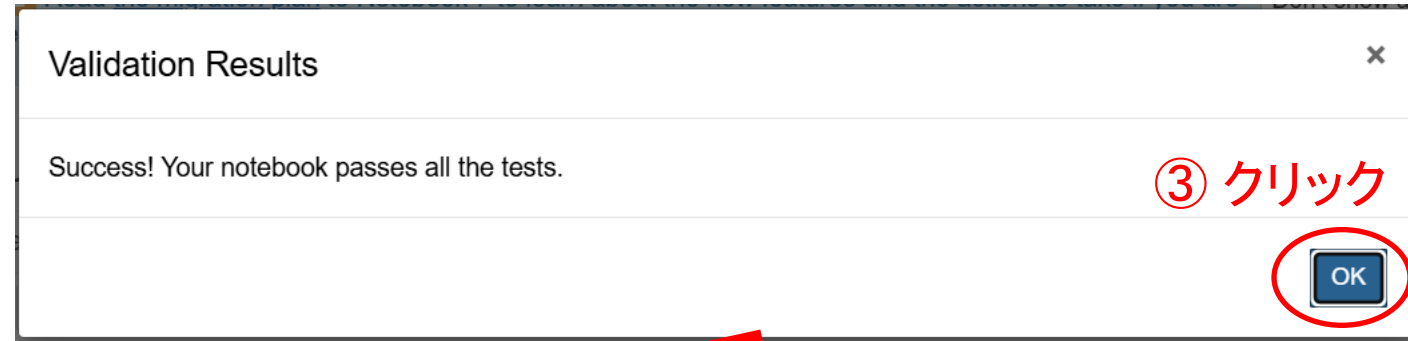 Validation Results
×
Success! Your notebook passes all the tests.
③ クリック
OK